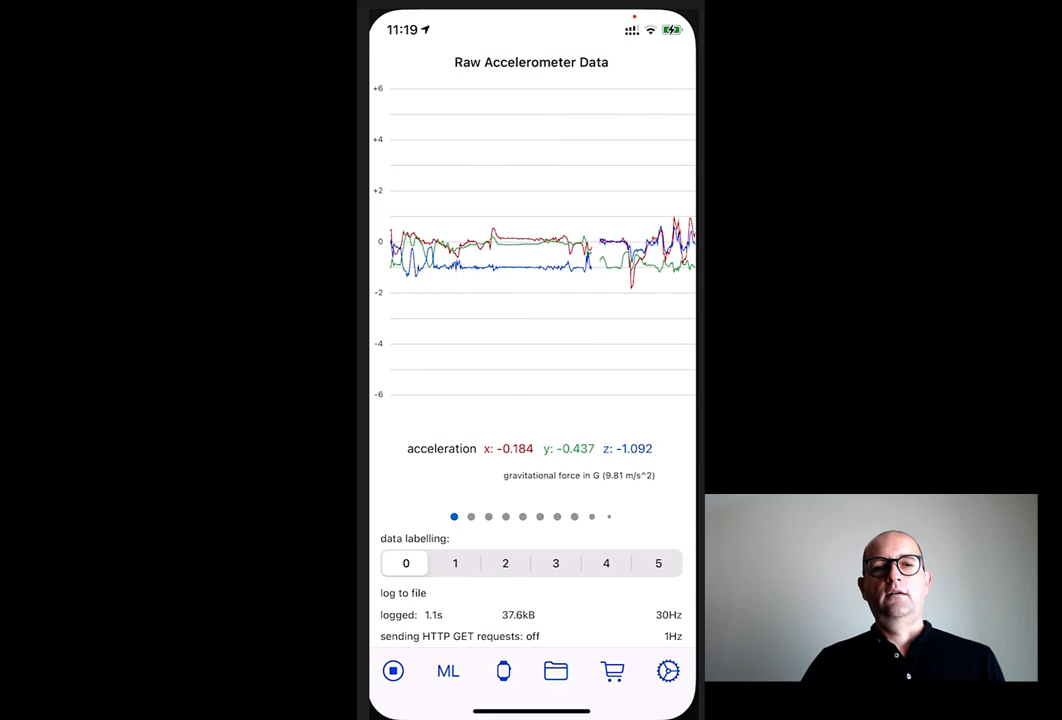 11:19
Raw Accelerometer Data
+6
+4
+2
0
-2
-4
-6
acceleration x: -0.184 y: -0.437 z: -1.092
gravitational force in G (9.81 m/s^2)
data labelling:
0 1 2 3 4 5
log to file
logged: 1.1s 37.6kB 30Hz
sending HTTP GET requests: off 1Hz
ML